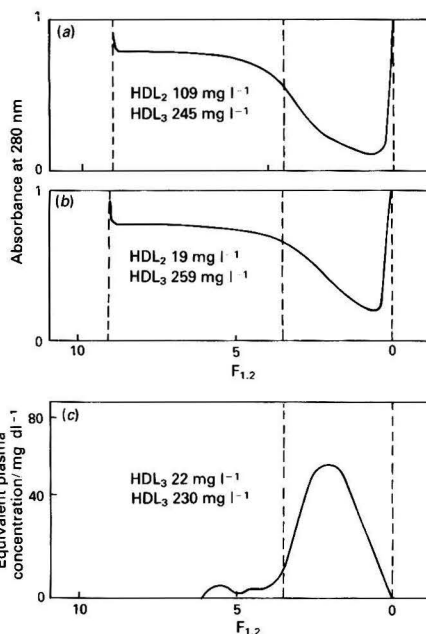 Absorbance at 280 nm
1
(a)
HDL₂ 109 mg l⁻¹
HDL₃ 245 mg l⁻¹
0
1
(b)
HDL₂ 19 mg l⁻¹
HDL₃ 259 mg l⁻¹
0
10 5 0
F₁.₂
Equivalent plasma
concentration/mg dl⁻¹
80
(c)
HDL₃ 22 mg l⁻¹
HDL₃ 230 mg l⁻¹
40
0
10 5 0
F₁.₂